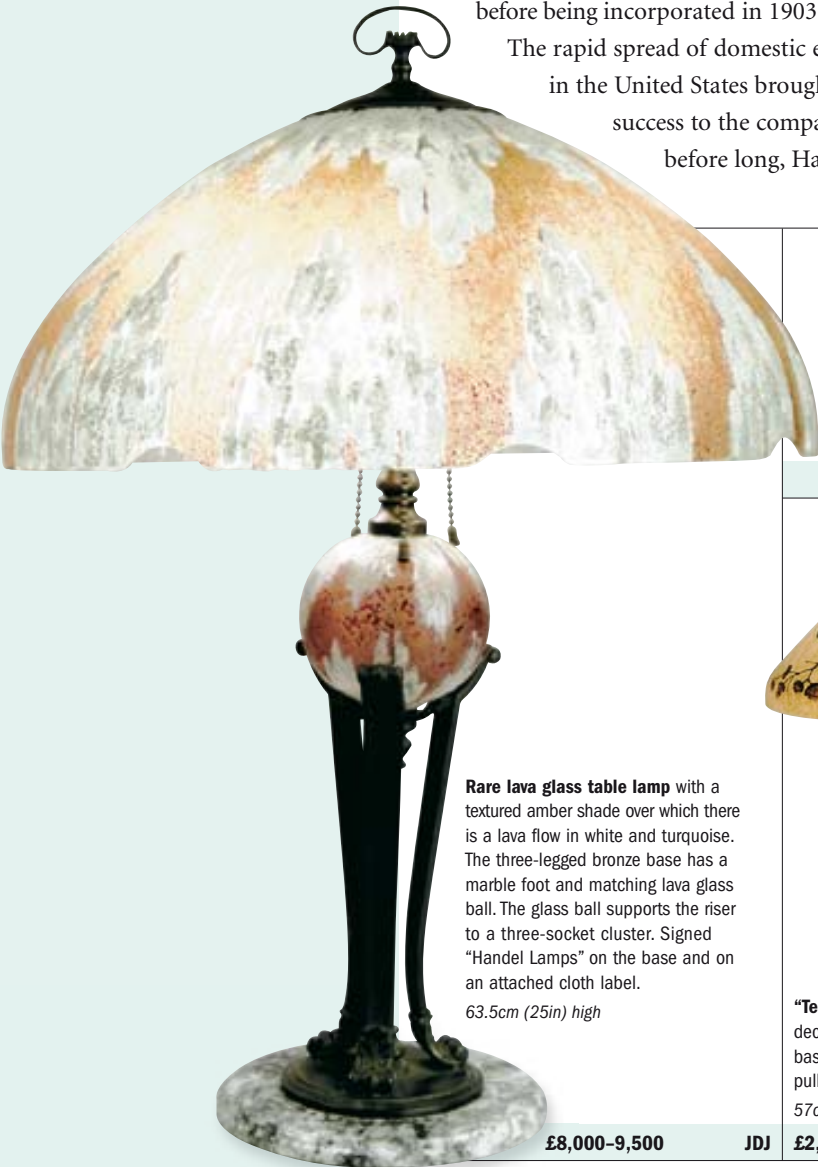 before being incorporated in 1903
The rapid spread of domestic
in the United States
success to the
before long,
Rare lava glass table lamp with a
textured amber shade over which there
is a lava flow in white and turquoise.
The three-legged bronze base has a
marble foot and matching lava glass
ball. The glass ball supports the riser
to a three-socket cluster. Signed
“Handel Lamps” on the base and on
an attached cloth label.
63.5cm (25in) high
£8,000–9,500 JDJ